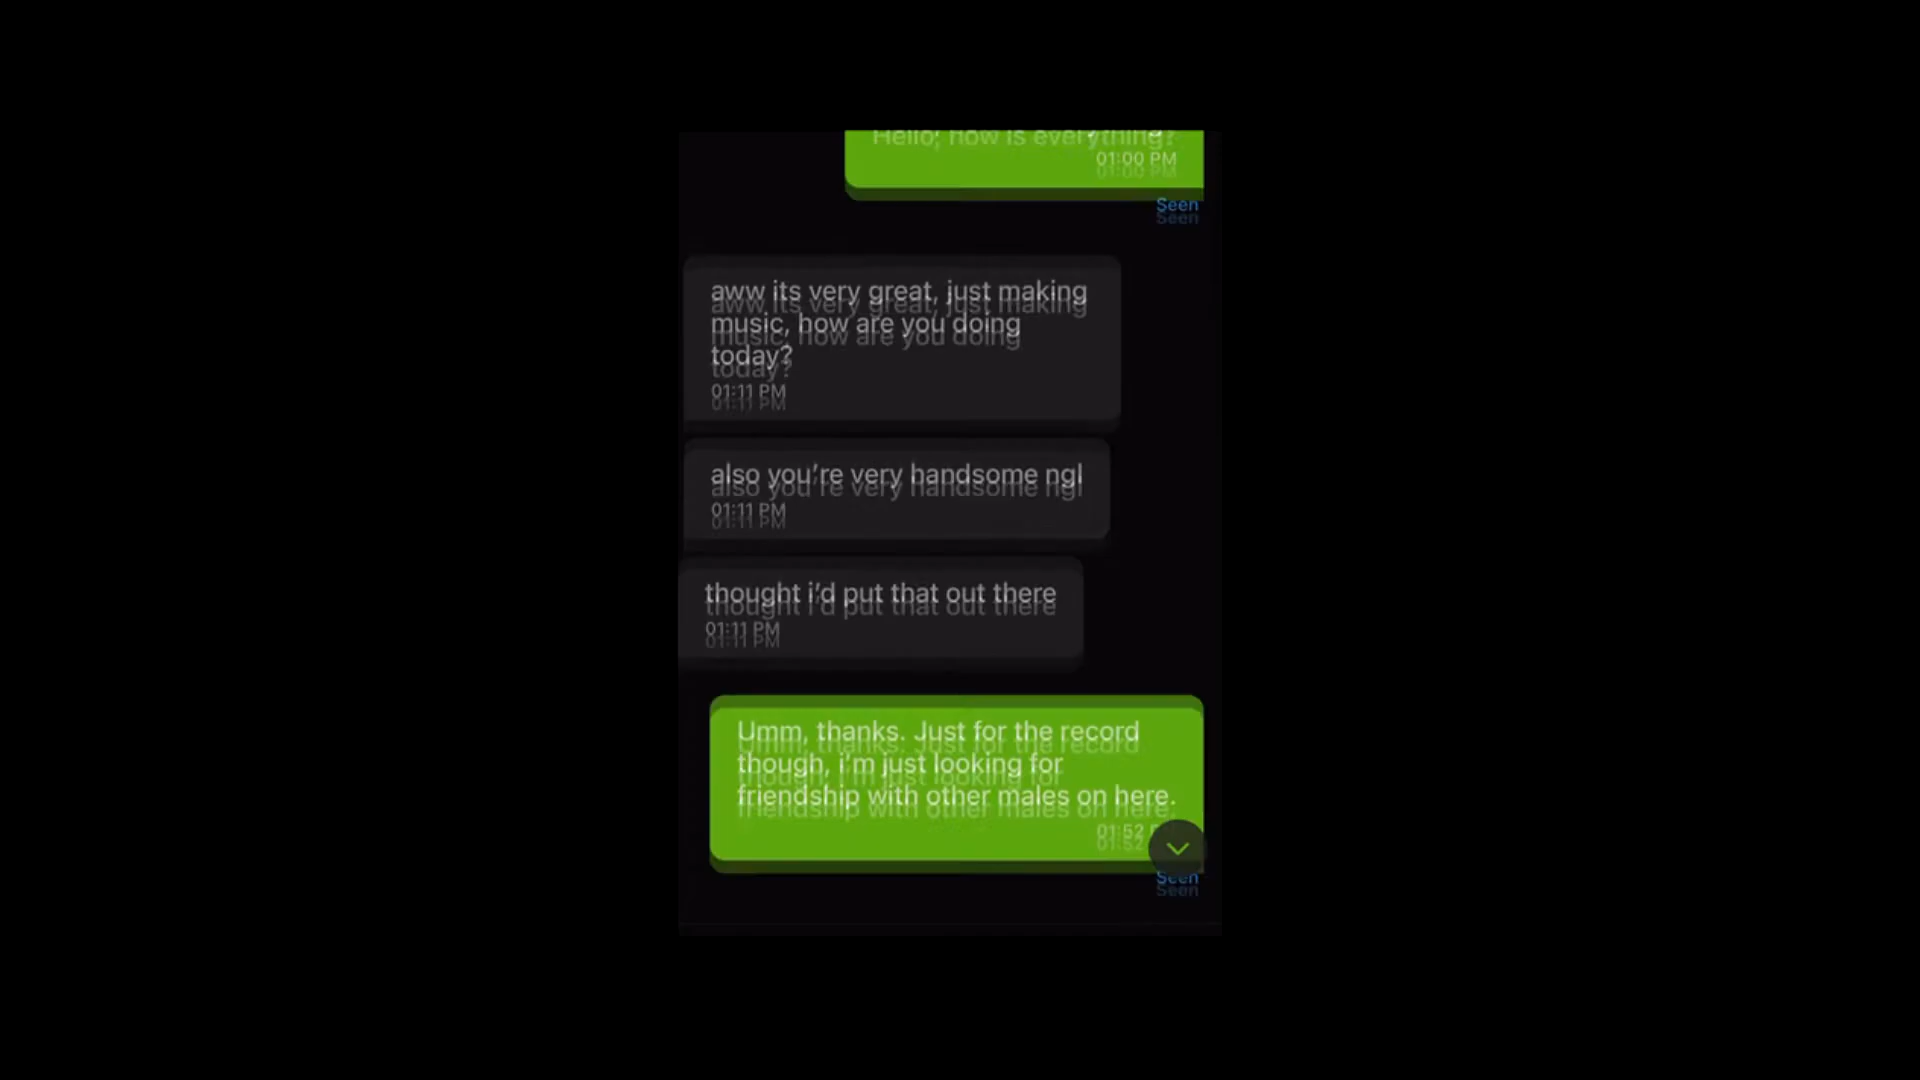 Hello, how is everything?
01:00 PM
Seen
aww its very great, just making
music, how are you doing
today?
01:11 PM
also you're very handsome ngl
01:11 PM
thought i'd put that out there
01:11 PM
Umm, thanks. Just for the record
though, i'm just looking for
friendship with other males on here.
01:52
Seen